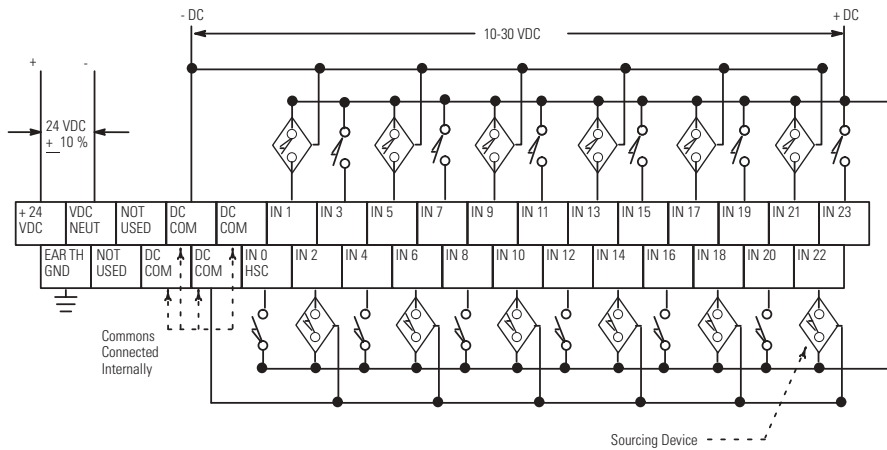 - DC
+ DC
10-30 VDC
+
-
24 VDC
+ 10 %
+ 24
VDC
VDC
NEUT
NOT
USED
DC
COM
DC
COM
IN 1
IN 3
IN 5
IN 7
IN 9
IN 11
IN 13
IN 15
IN 17
IN 19
IN 21
IN 23
EAR TH
GND
NOT
USED
DC
COM
DC
COM
IN 0
HSC
IN 2
IN 4
IN 6
IN 8
IN 10
IN 12
IN 14
IN 16
IN 18
IN 20
IN 22
Commons
Connected
Internally
Sourcing Device